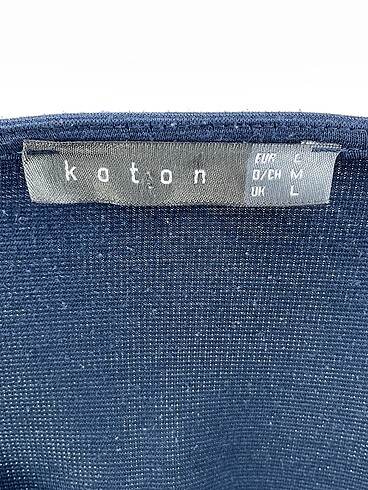 koton
EUR L
D/CH M
UK L